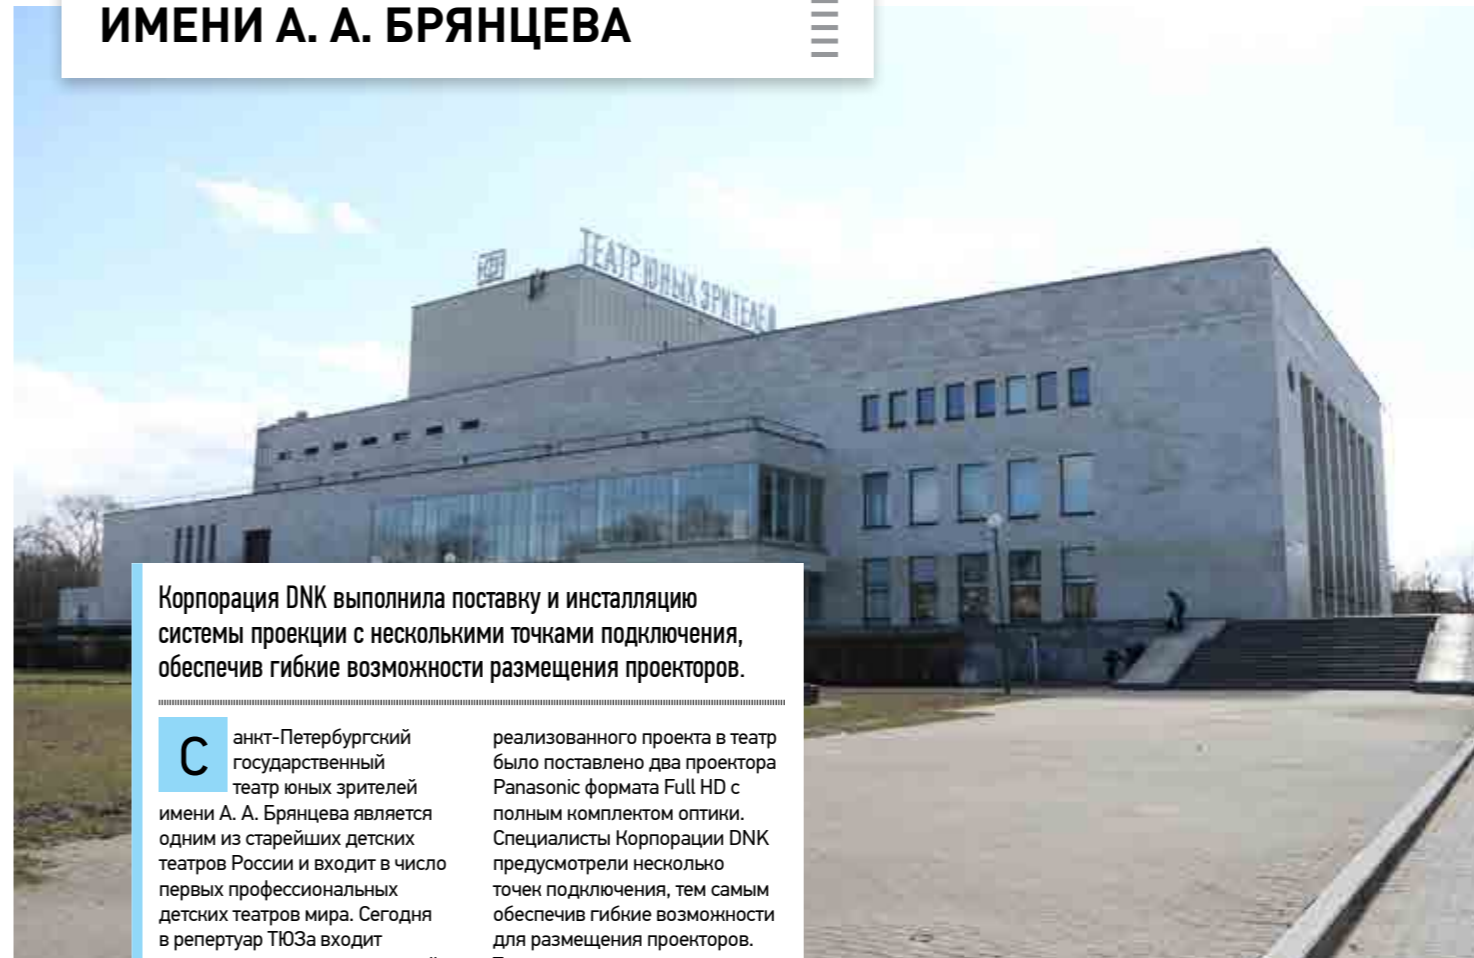 ИМЕНИ А. А. БРЯНЦЕВА
ТЕАТР ЮНЫХ ЗРИТЕЛЕЙ
Корпорация DNK выполнила поставку и инсталляцию
системы проекции с несколькими точками подключения,
обеспечив гибкие возможности размещения проекторов.
Санкт-Петербургский
государственный
театр юных зрителей
имени А. А. Брянцева является
одним из старейших детских
театров России и входит в число
первых профессиональных
детских театров мира. Сегодня
в репертуар ТЮЗа входит
реализованного проекта в театр
было поставлено два проектора
Panasonic формата Full HD с
полным комплектом оптики.
Специалисты Корпорации DNK
предусмотрели несколько
точек подключения, тем самым
обеспечив гибкие возможности
для размещения проекторов.